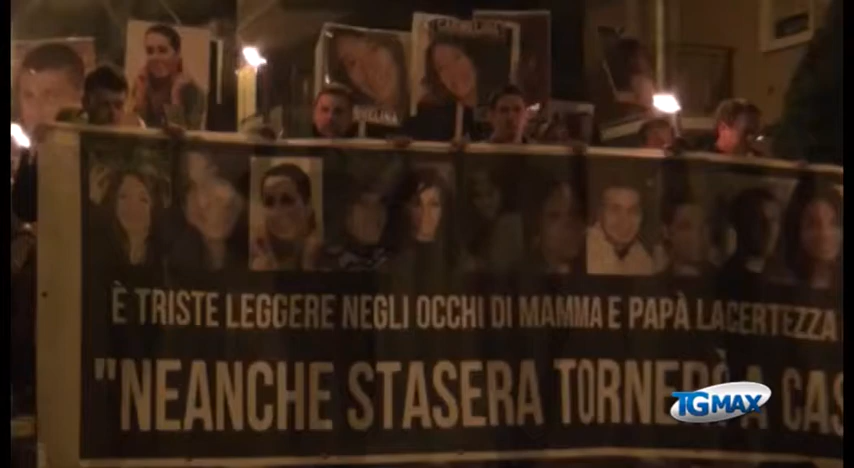 È TRISTE LEGGERE NEGLI OCCHI DI MAMMA E PAPÀ LA CERTEZZA
"NEANCHE STASERA TORNERÒ A CAS
TGMAX